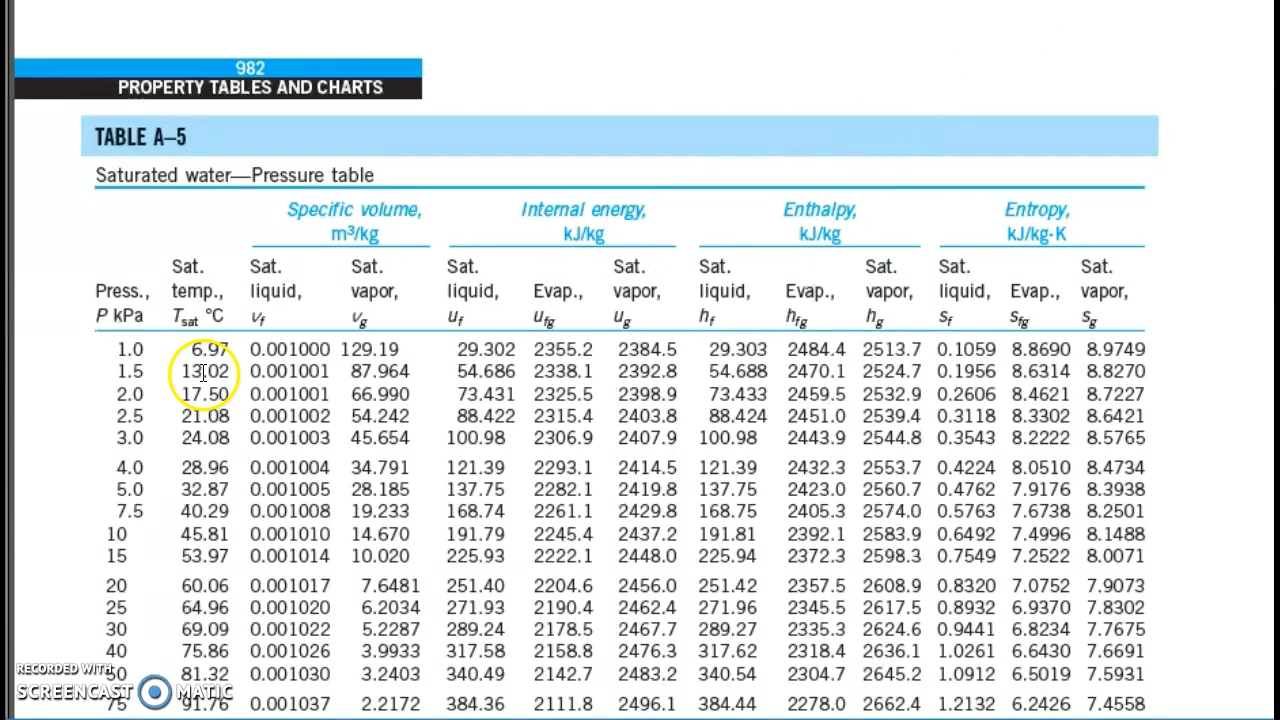 982
PROPERTY TABLES AND CHARTS
TABLE A–5
Saturated water—Pressure table
Specific volume, Internal energy, Enthalpy, Entropy,
m³/kg kJ/kg kJ/kg kJ/kg·K
Sat. Sat. Sat. Sat. Sat. Sat. Sat. Sat. Sat.
Press., temp., liquid, vapor, liquid, Evap., vapor, liquid, Evap., vapor, liquid, Evap., vapor,
P kPa Tsat °C vf vg uf ufg ug hf hfg hg sf sfg sg
1.0 6.97 0.001000 129.19 29.302 2355.2 2384.5 29.303 2484.4 2513.7 0.1059 8.8690 8.9749
1.5 13.02 0.001001 87.964 54.686 2338.1 2392.8 54.688 2470.1 2524.7 0.1956 8.6314 8.8270
2.0 17.50 0.001001 66.990 73.431 2325.5 2398.9 73.433 2459.5 2532.9 0.2606 8.4621 8.7227
2.5 21.08 0.001002 54.242 88.422 2315.4 2403.8 88.424 2451.0 2539.4 0.3118 8.3302 8.6421
3.0 24.08 0.001003 45.654 100.98 2306.9 2407.9 100.98 2443.9 2544.8 0.3543 8.2222 8.5765
4.0 28.96 0.001004 34.791 121.39 2293.1 2414.5 121.39 2432.3 2553.7 0.4224 8.0510 8.4734
5.0 32.87 0.001005 28.185 137.75 2282.1 2419.8 137.75 2423.0 2560.7 0.4762 7.9176 8.3938
7.5 40.29 0.001008 19.233 168.74 2261.1 2429.8 168.75 2405.3 2574.0 0.5763 7.6738 8.2501
10 45.81 0.001010 14.670 191.79 2245.4 2437.2 191.81 2392.1 2583.9 0.6492 7.4996 8.1488
15 53.97 0.001014 10.020 225.93 2222.1 2448.0 225.94 2372.3 2598.3 0.7549 7.2522 8.0071
20 60.06 0.001017 7.6481 251.40 2204.6 2456.0 251.42 2357.5 2608.9 0.8320 7.0752 7.9073
25 64.96 0.001020 6.2034 271.93 2190.4 2462.4 271.96 2345.5 2617.5 0.8932 6.9370 7.8302
30 69.09 0.001022 5.2287 289.24 2178.5 2467.7 289.27 2335.3 2624.6 0.9441 6.8234 7.7675
40 75.86 0.001026 3.9933 317.58 2158.8 2476.3 317.62 2318.4 2636.1 1.0261 6.6430 7.6691
50 81.32 0.001030 3.2403 340.49 2142.7 2483.2 340.54 2304.7 2645.2 1.0912 6.5019 7.5931
75 91.76 0.001037 2.2172 384.36 2111.8 2496.1 384.44 2278.0 2662.4 1.2132 6.2426 7.4558
RECORDED WITH
SCREENCAST MATIC